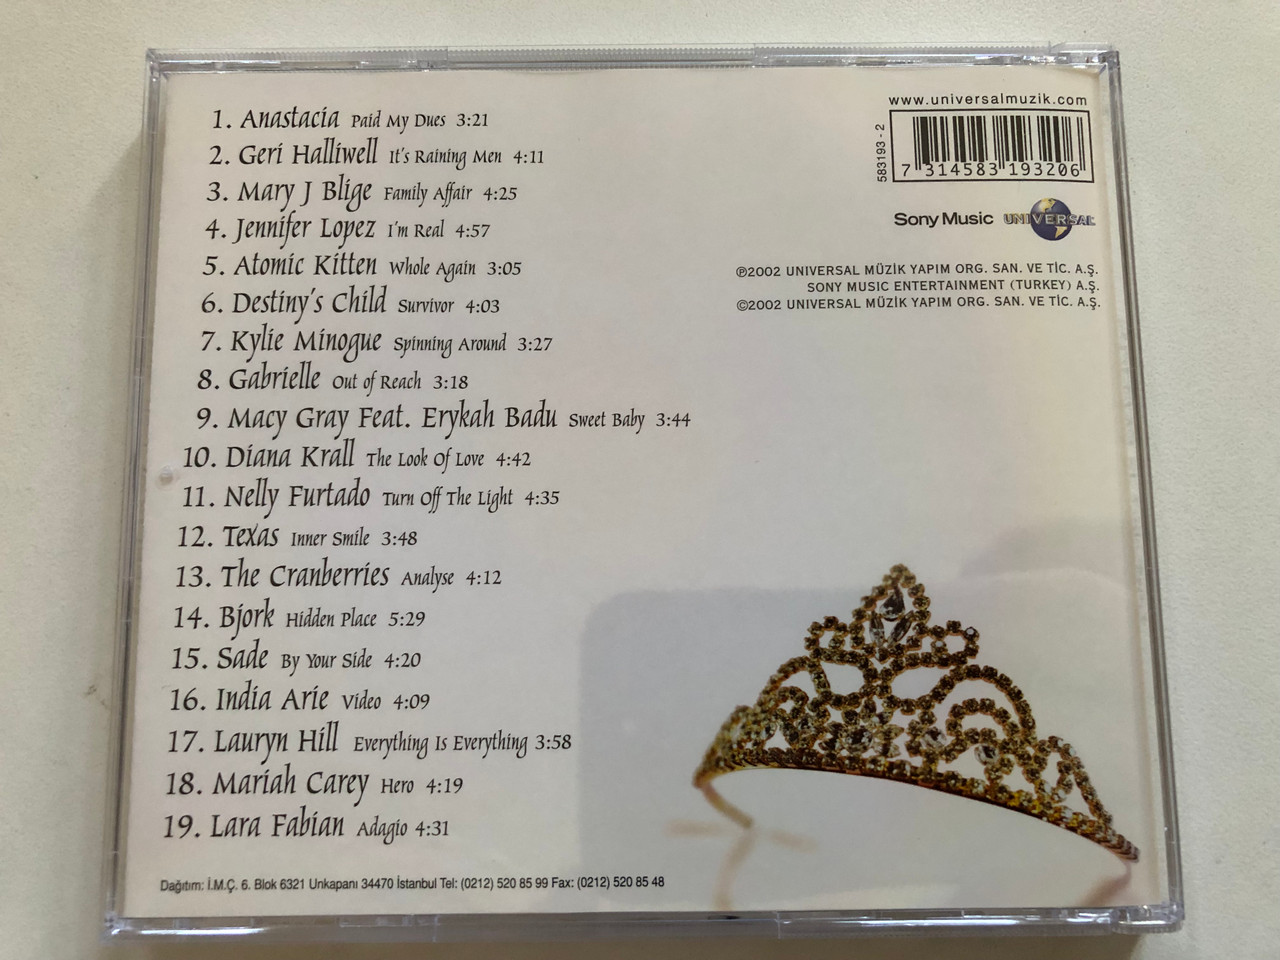 1. Anastacia Paid My Dues 3:21
2. Geri Halliwell It's Raining Men 4:11
3. Mary J Blige Family Affair 4:25
4. Jennifer Lopez I'm Real 4:57
5. Atomic Kitten Whole Again 3:05
6. Destiny's Child Survivor 4:03
7. Kylie Minogue Spinning Around 3:27
8. Gabrielle Out of Reach 3:18
9. Macy Gray Feat. Erykah Badu Sweet Baby 3:44
10. Diana Krall The Look Of Love 4:42
11. Nelly Furtado Turn Off The Light 4:35
12. Texas Inner Smile 3:48
13. The Cranberries Analyse 4:12
14. Bjork Hidden Place 5:29
15. Sade By Your Side 4:20
16. India Arie Video 4:09
17. Lauryn Hill Everything Is Everything 3:58
18. Mariah Carey Hero 4:19
19. Lara Fabian Adagio 4:31
www.universalmuzik.com
583193 - 2
7 314583 193206
Sony Music UNIVERSAL
℗2002 UNIVERSAL MÜZİK YAPIM ORG. SAN. VE TİC. A.Ş.
SONY MUSIC ENTERTAINMENT (TURKEY) A.Ş.
©2002 UNIVERSAL MÜZİK YAPIM ORG. SAN. VE TİC. A.Ş.
Dağıtım: İ.M.Ç. 6. Blok 6321 Unkapanı 34470 İstanbul Tel: (0212) 520 85 99 Fax: (0212) 520 85 48